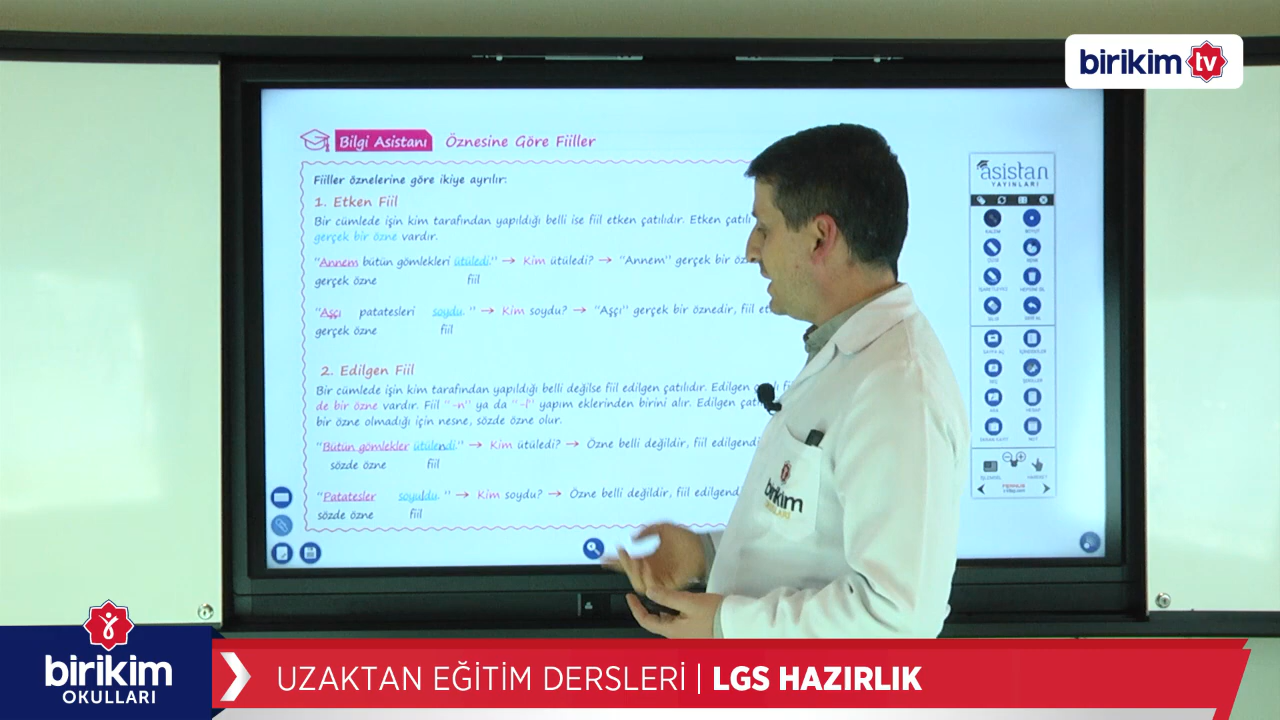 birikim tv
Bilgi Asistanı Öznesine Göre Fiiller
Fiiller öznelerine göre ikiye ayrılır:
1. Etken Fiil
Bir cümlede işin kim tarafından yapıldığı belli ise fiil etken çatılıdır. Etken çatılı
gerçek bir özne vardır.
"Annem bütün gömlekleri ütüledi." → Kim ütüledi? → "Annem" gerçek bir
gerçek özne fiil
"Aşçı patatesleri soydu. " → Kim soydu? → "Aşçı" gerçek bir öznedir, fiil
gerçek özne fiil
2. Edilgen Fiil
Bir cümlede işin kim tarafından yapıldığı belli değilse fiil edilgen çatılıdır. Edilgen
de bir özne vardır. Fiil "-n" ya da "-l" yapım eklerinden birini alır. Edilgen
bir özne olmadığı için nesne, sözde özne olur.
"Bütün gömlekler ütülendi." → Kim ütüledi? → Özne belli değildir, fiil edilgendi
sözde özne fiil
"Patatesler soyuldu. " → Kim soydu? → Özne belli değildir, fiil edilgend
sözde özne fiil
asistan
YAYINLARI
birikim
OKULLARI
birikim
OKULLARI
UZAKTAN EĞİTİM DERSLERİ | LGS HAZIRLIK